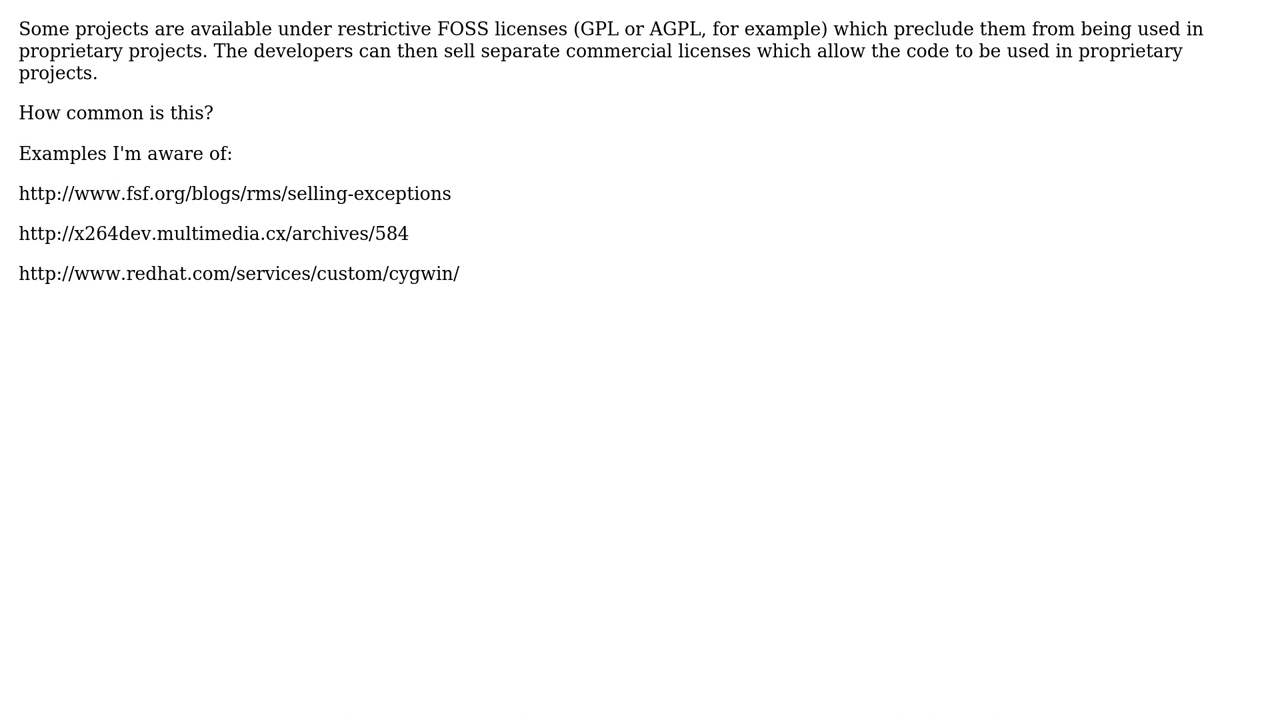 Some projects are available under restrictive FOSS licenses (GPL or AGPL, for example) which preclude them from being used in
proprietary projects. The developers can then sell separate commercial licenses which allow the code to be used in proprietary
projects.
How common is this?
Examples I'm aware of:
http://www.fsf.org/blogs/rms/selling-exceptions
http://x264dev.multimedia.cx/archives/584
http://www.redhat.com/services/custom/cygwin/